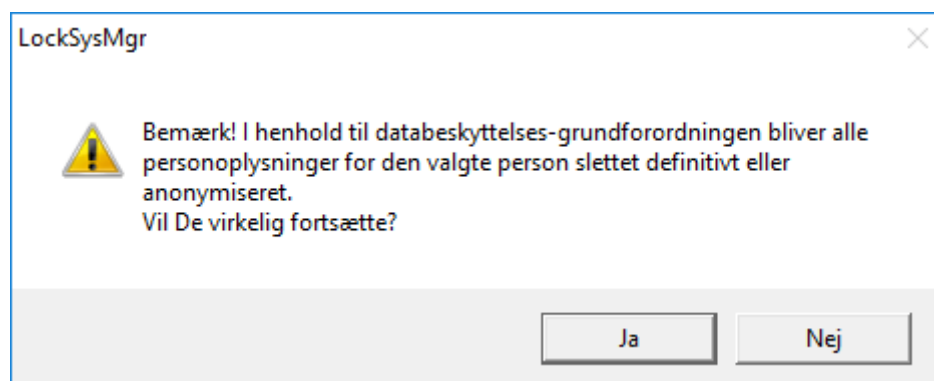 LockSysMgr
Bemærk! I henhold til databeskyttelses-grundforordningen bliver alle
personoplysninger for den valgte person slettet definitivt eller
anonymiseret.
Vil De virkelig fortsætte?
Ja
Nej